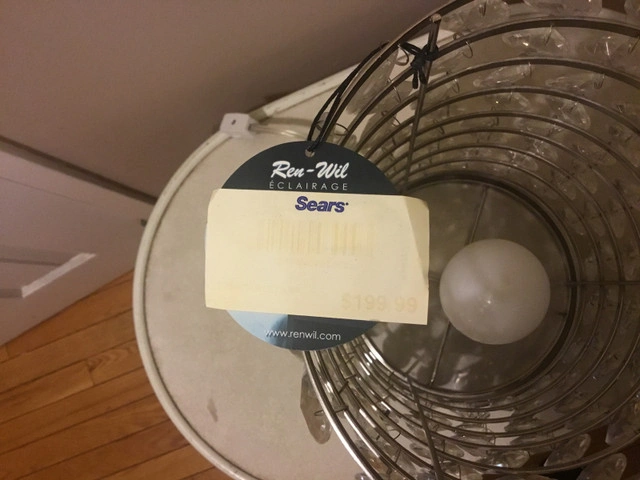 Ren-Wil
ÉCLAIRAGE
Sears
$199.99
www.renwil.com